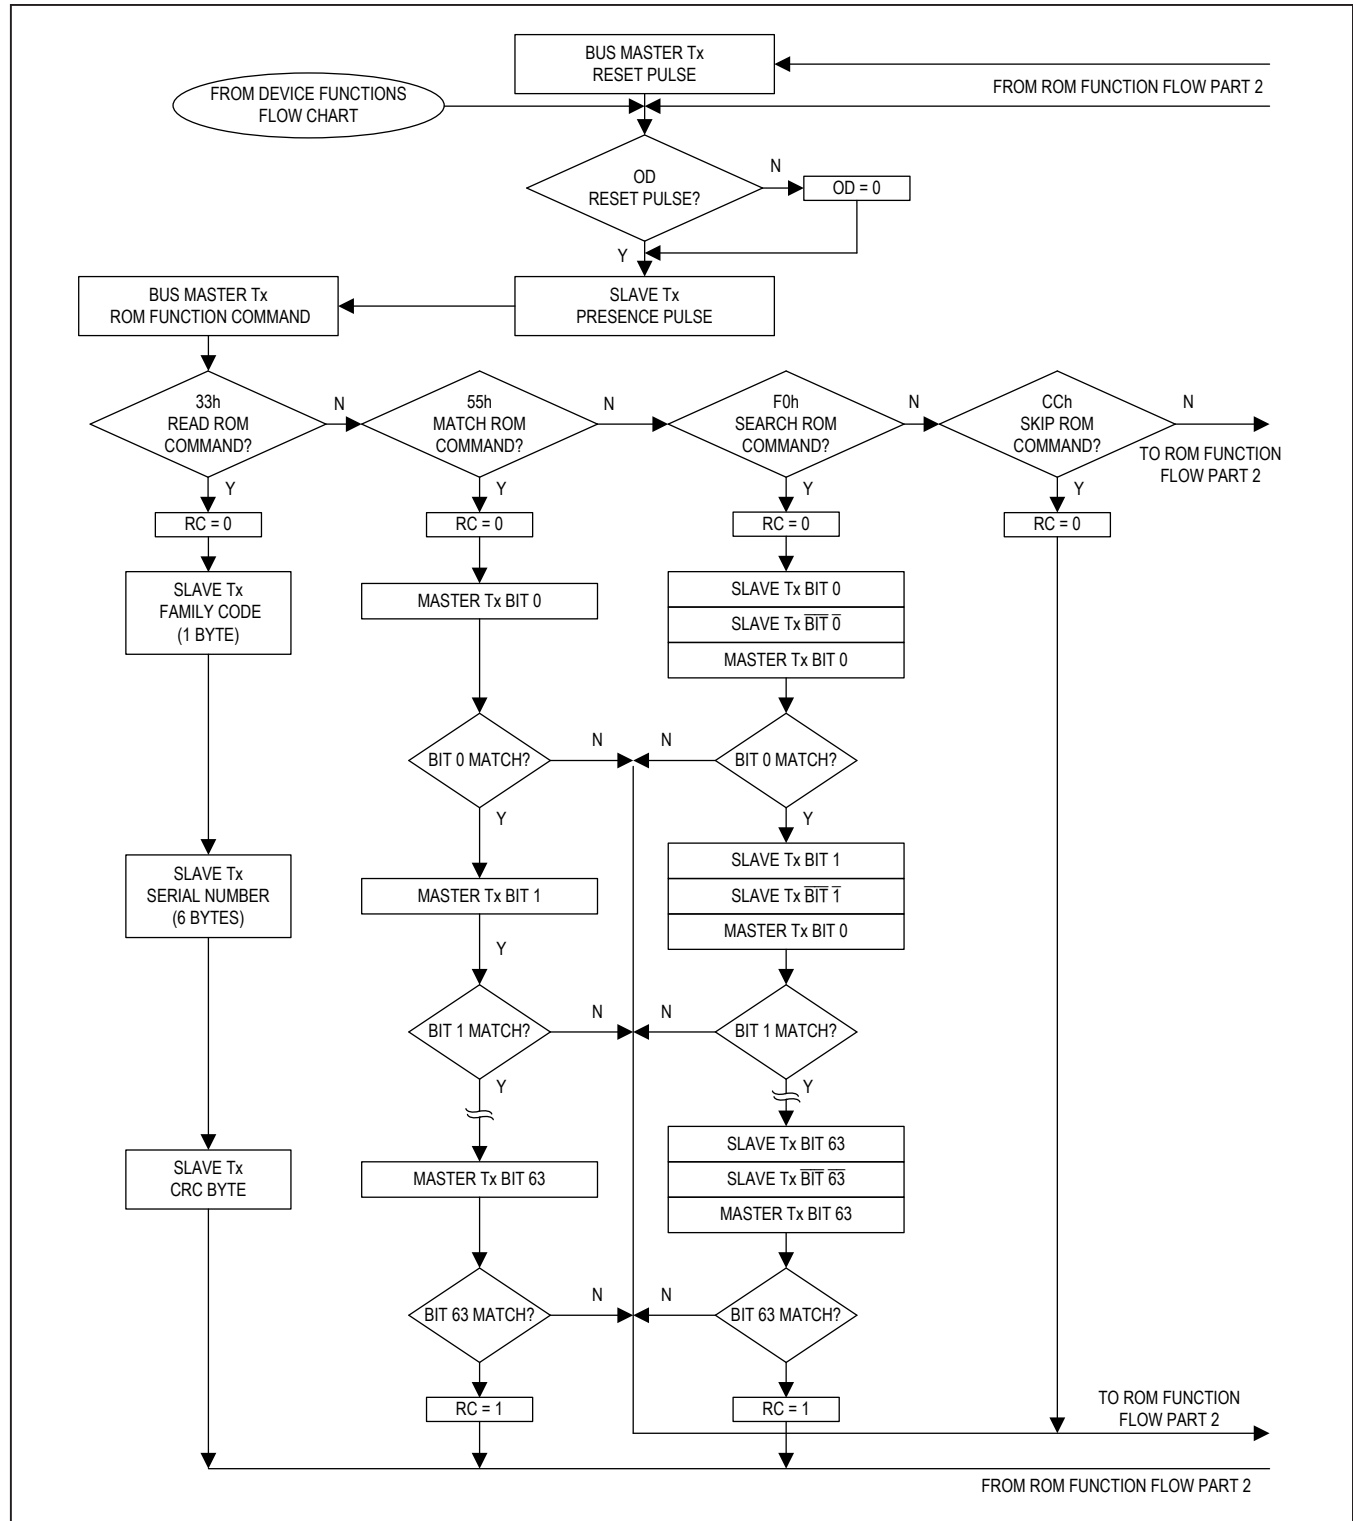 BUS MASTER Tx
RESET PULSE
FROM ROM FUNCTION FLOW PART 2
FROM DEVICE FUNCTIONS
FLOW CHART
OD
RESET PULSE?
N
OD = 0
Y
BUS MASTER Tx
ROM FUNCTION COMMAND
SLAVE Tx
PRESENCE PULSE
33h
READ ROM
COMMAND?
N
55h
MATCH ROM
COMMAND?
N
F0h
SEARCH ROM
COMMAND?
N
CCh
SKIP ROM
COMMAND?
N
TO ROM FUNCTION
FLOW PART 2
Y
Y
Y
Y
RC = 0
RC = 0
RC = 0
RC = 0
SLAVE Tx
FAMILY CODE
(1 BYTE)
MASTER Tx BIT 0
SLAVE Tx BIT 0
SLAVE Tx B̅I̅T̅ 0̅
MASTER Tx BIT 0
BIT 0 MATCH?
N
N
BIT 0 MATCH?
Y
Y
SLAVE Tx
SERIAL NUMBER
(6 BYTES)
MASTER Tx BIT 1
SLAVE Tx BIT 1
SLAVE Tx B̅I̅T̅ 1̅
MASTER Tx BIT 0
Y
BIT 1 MATCH?
N
N
BIT 1 MATCH?
Y
Y
SLAVE Tx
CRC BYTE
MASTER Tx BIT 63
SLAVE Tx BIT 63
SLAVE Tx B̅I̅T̅ 6̅3̅
MASTER Tx BIT 63
BIT 63 MATCH?
N
N
BIT 63 MATCH?
Y
Y
RC = 1
RC = 1
TO ROM FUNCTION
FLOW PART 2
FROM ROM FUNCTION FLOW PART 2